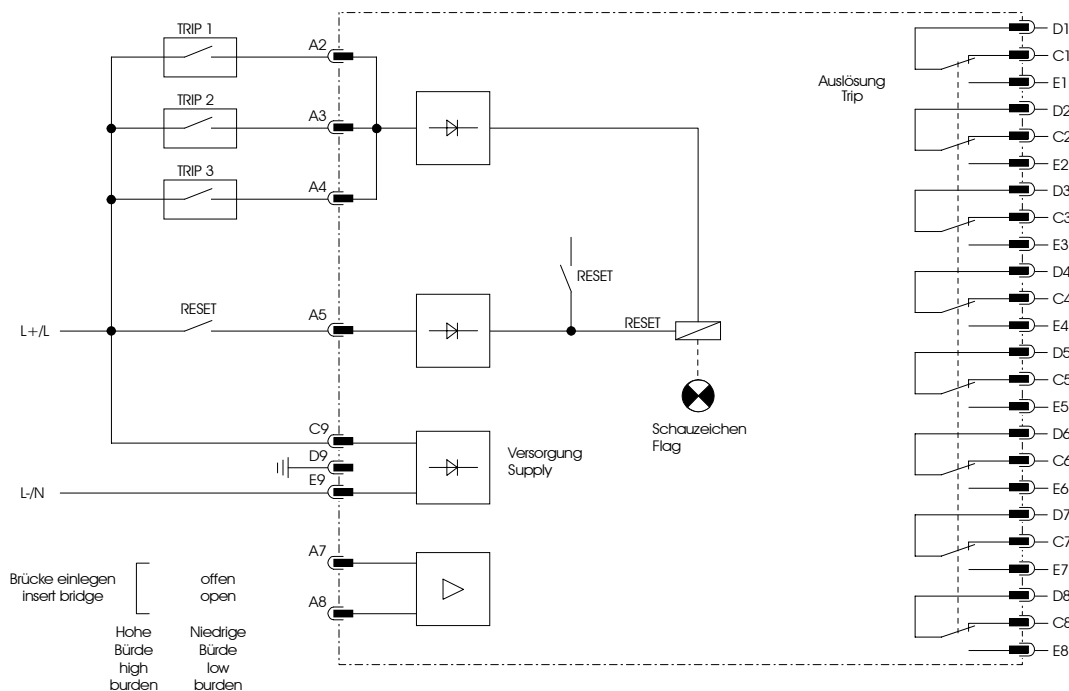 TRIP 1
A2
TRIP 2
A3
TRIP 3
A4
L+/L
RESET
A5
RESET
RESET
Schauzeichen
Flag
C9
D9
E9
L-/N
Versorgung
Supply
A7
A8
Brücke einlegen
insert bridge
offen
open
Hohe
Bürde
high
burden
Niedrige
Bürde
low
burden
Auslösung
Trip
D1
C1
E1
D2
C2
E2
D3
C3
E3
D4
C4
E4
D5
C5
E5
D6
C6
E6
D7
C7
E7
D8
C8
E8